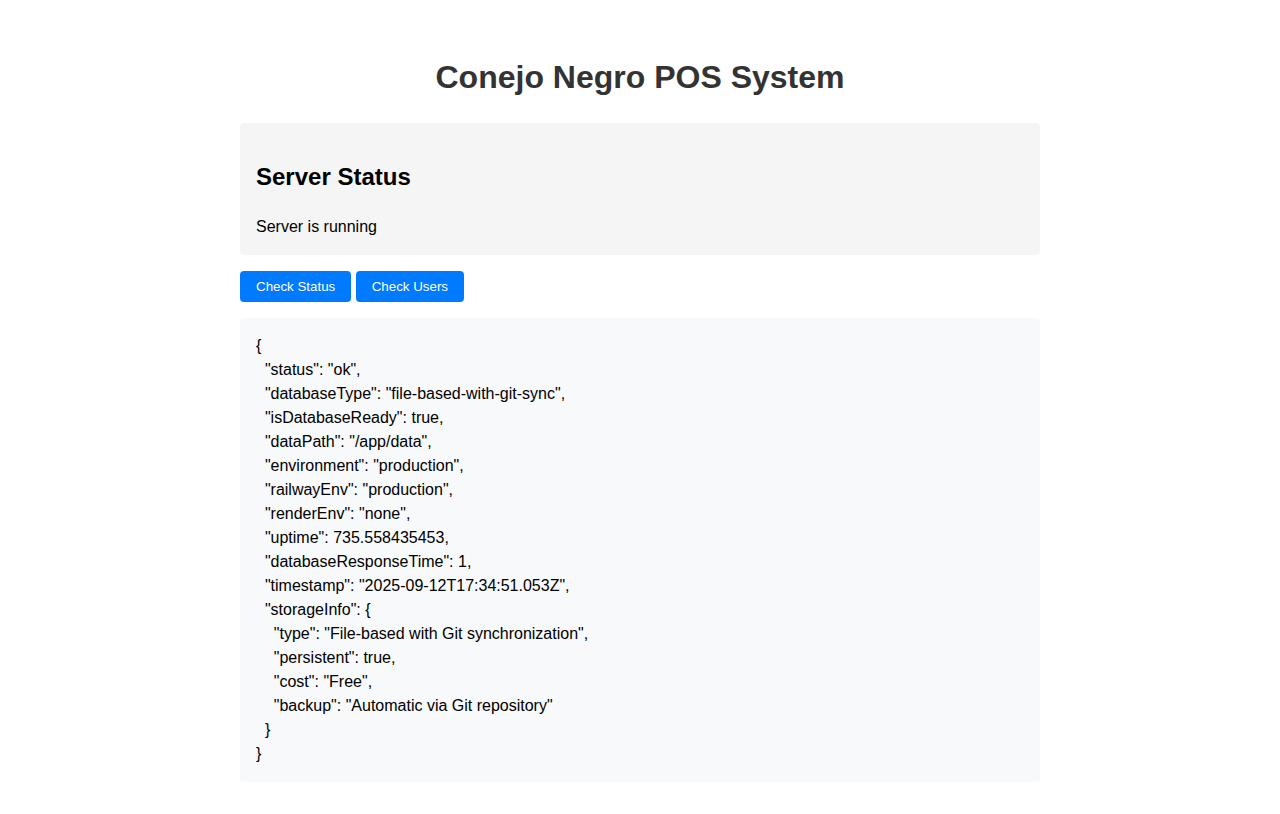 Conejo Negro POS System
Server Status
Server is running
Check Status
Check Users
{
  "status": "ok",
  "databaseType": "file-based-with-git-sync",
  "isDatabaseReady": true,
  "dataPath": "/app/data",
  "environment": "production",
  "railwayEnv": "production",
  "renderEnv": "none",
  "uptime": 735.558435453,
  "databaseResponseTime": 1,
  "timestamp": "2025-09-12T17:34:51.053Z",
  "storageInfo": {
    "type": "File-based with Git synchronization",
    "persistent": true,
    "cost": "Free",
    "backup": "Automatic via Git repository"
  }
}